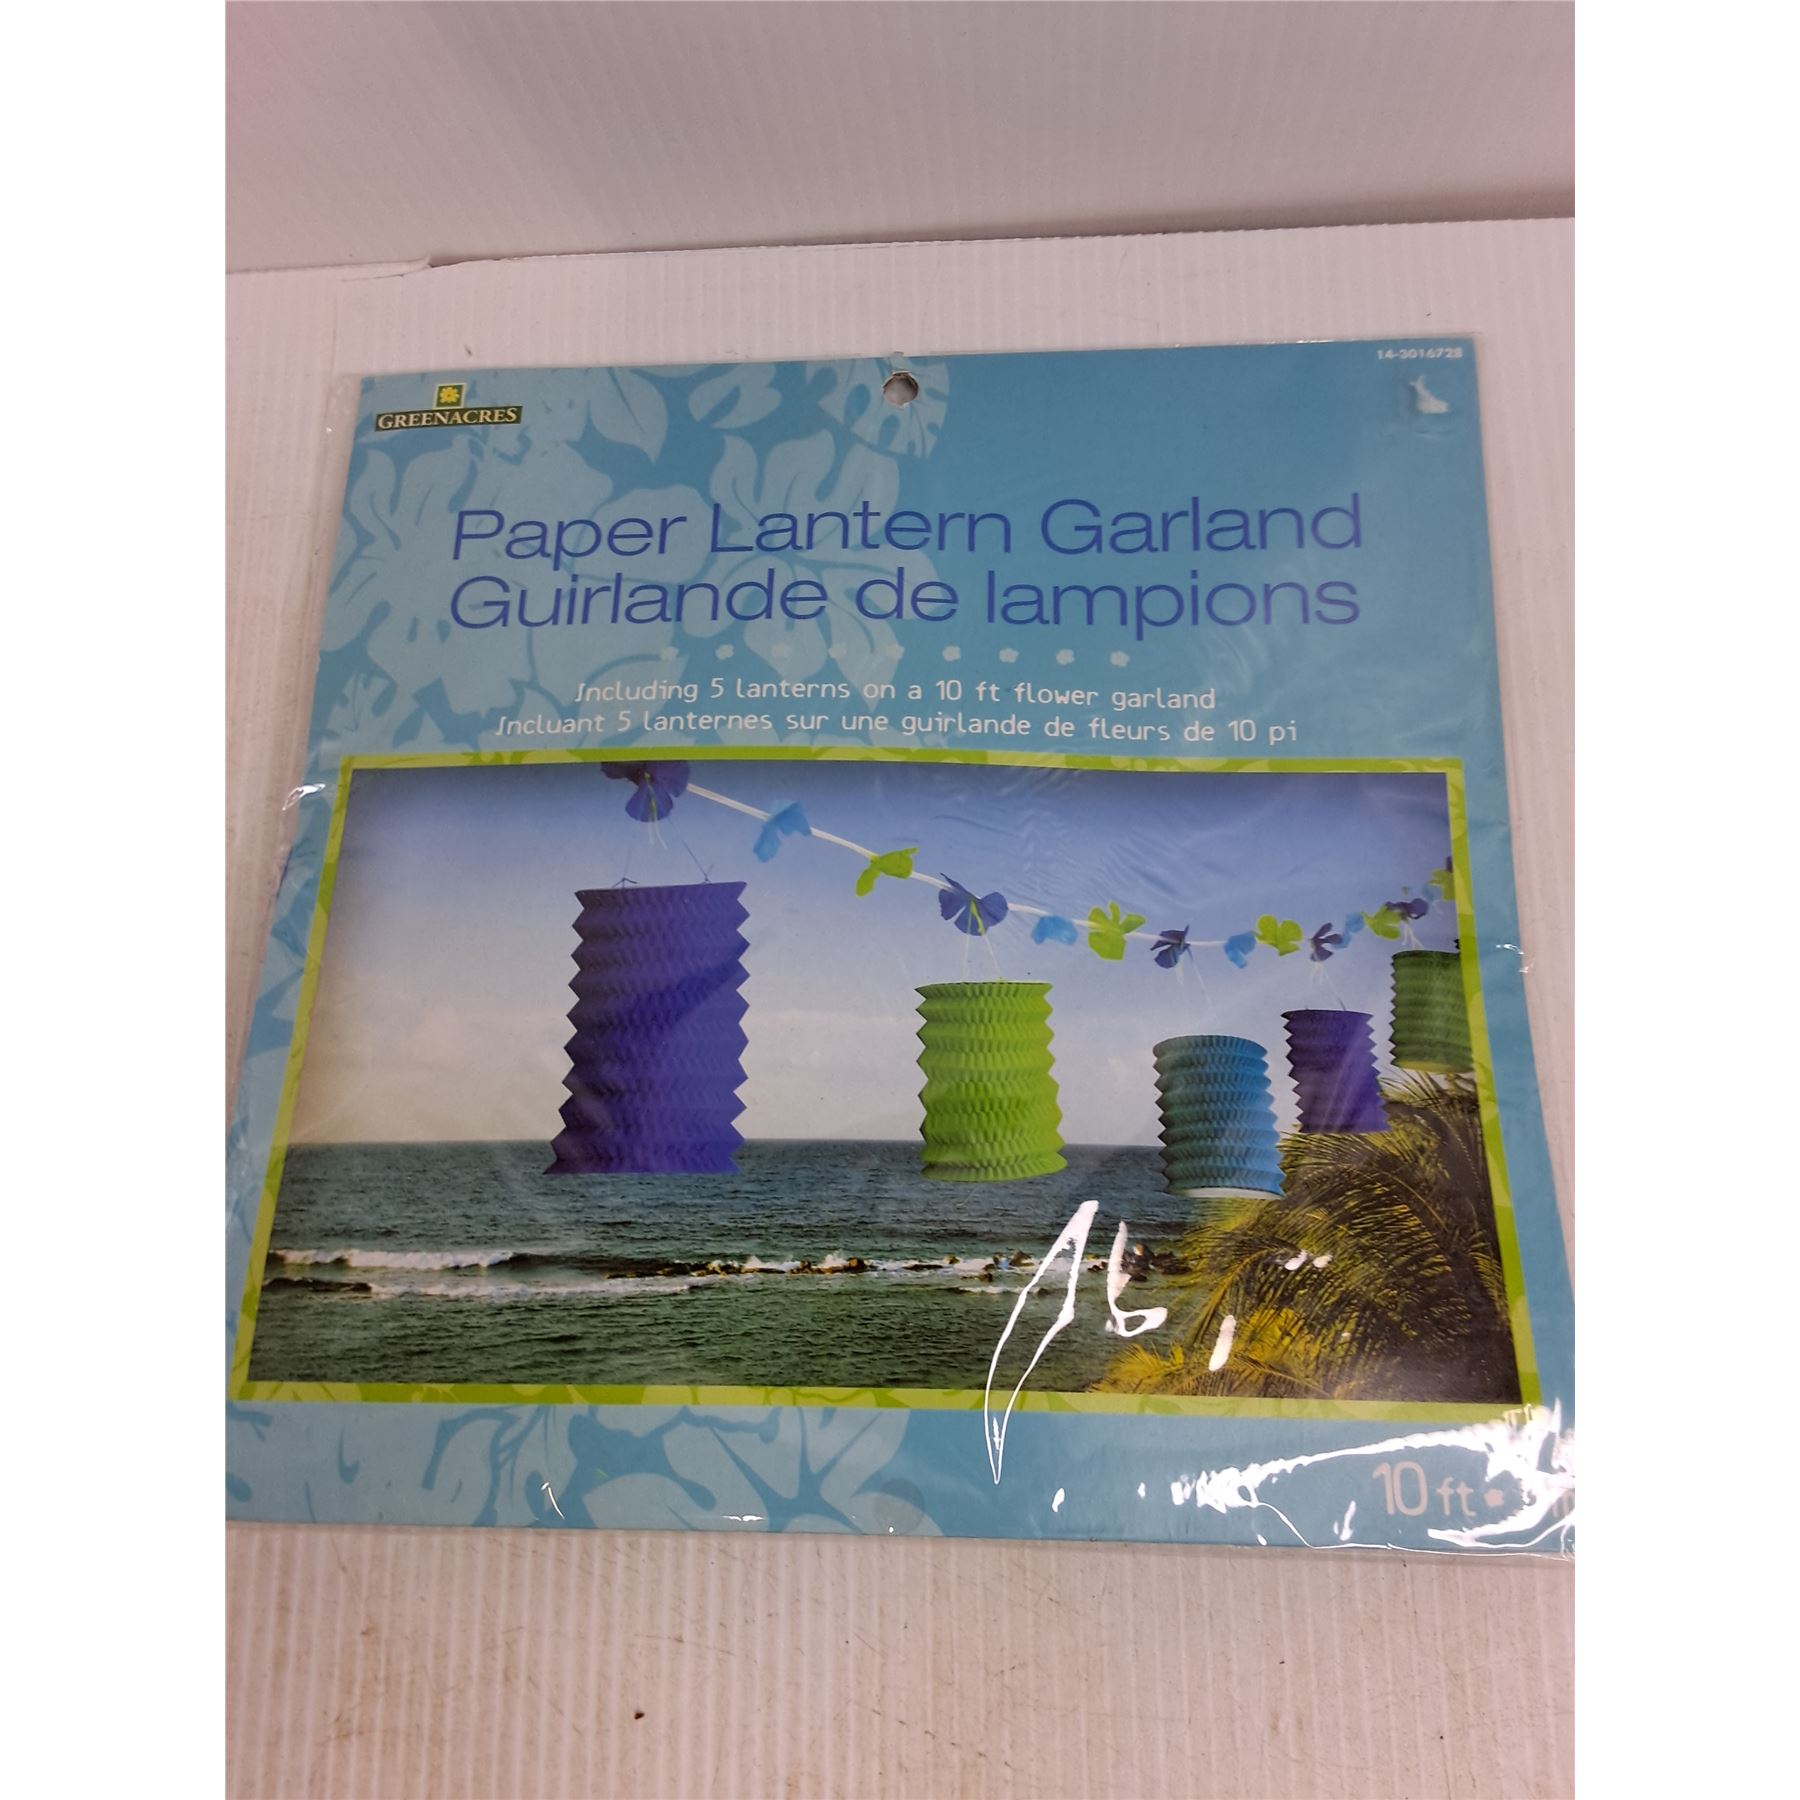 14-3016728
GREENACRES
Paper Lantern Garland
Guirlande de lampions
Including 5 lanterns on a 10 ft flower garland
Incluant 5 lanternes sur une guirlande de fleurs de 10 pi
10 ft